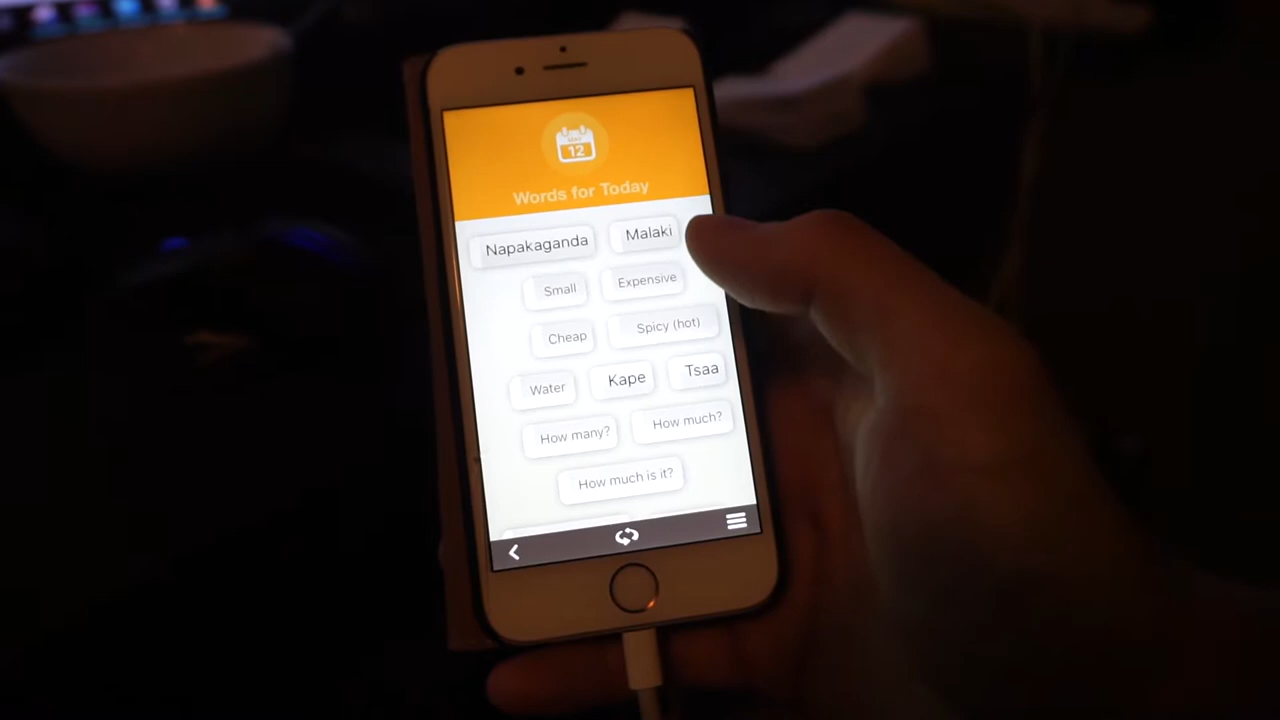 12
Words for Today
Napakaganda Malaki
Small Expensive
Cheap Spicy (hot)
Water Kape Tsaa
How many? How much?
How much is it?